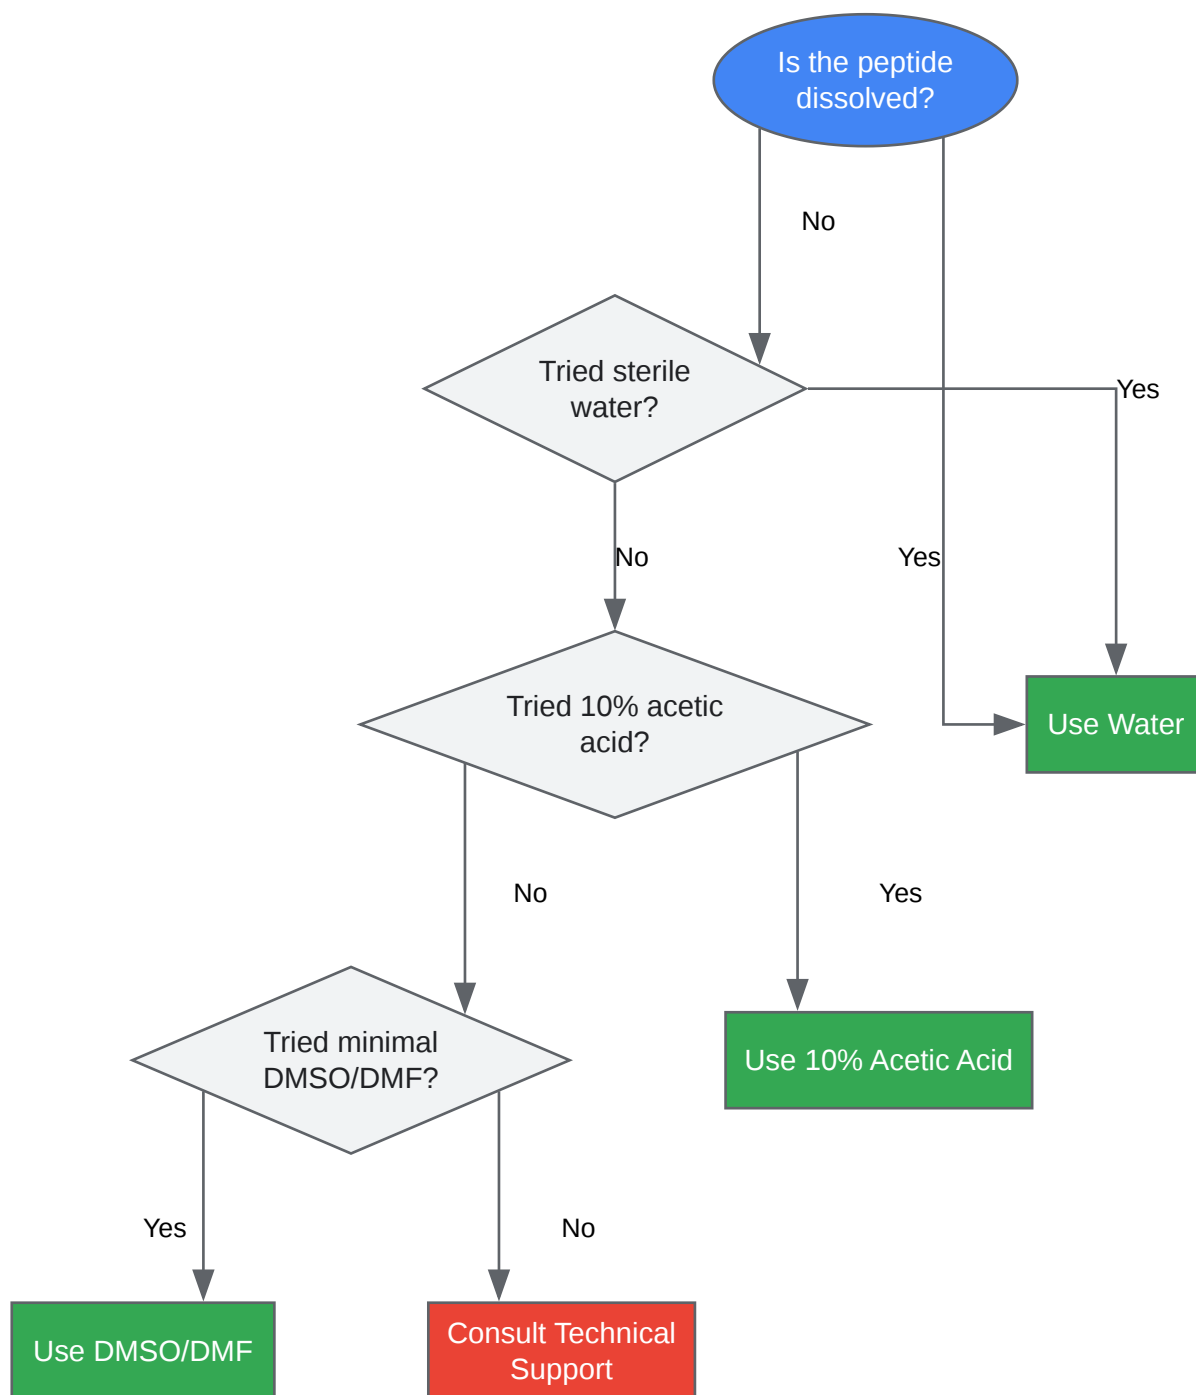 Is the peptide
dissolved?
No
Tried sterile
water?
Yes
No
Yes
Tried 10% acetic
acid?
Use Water
No
Yes
Tried minimal
DMSO/DMF?
Use 10% Acetic Acid
Yes
No
Use DMSO/DMF
Consult Technical
Support